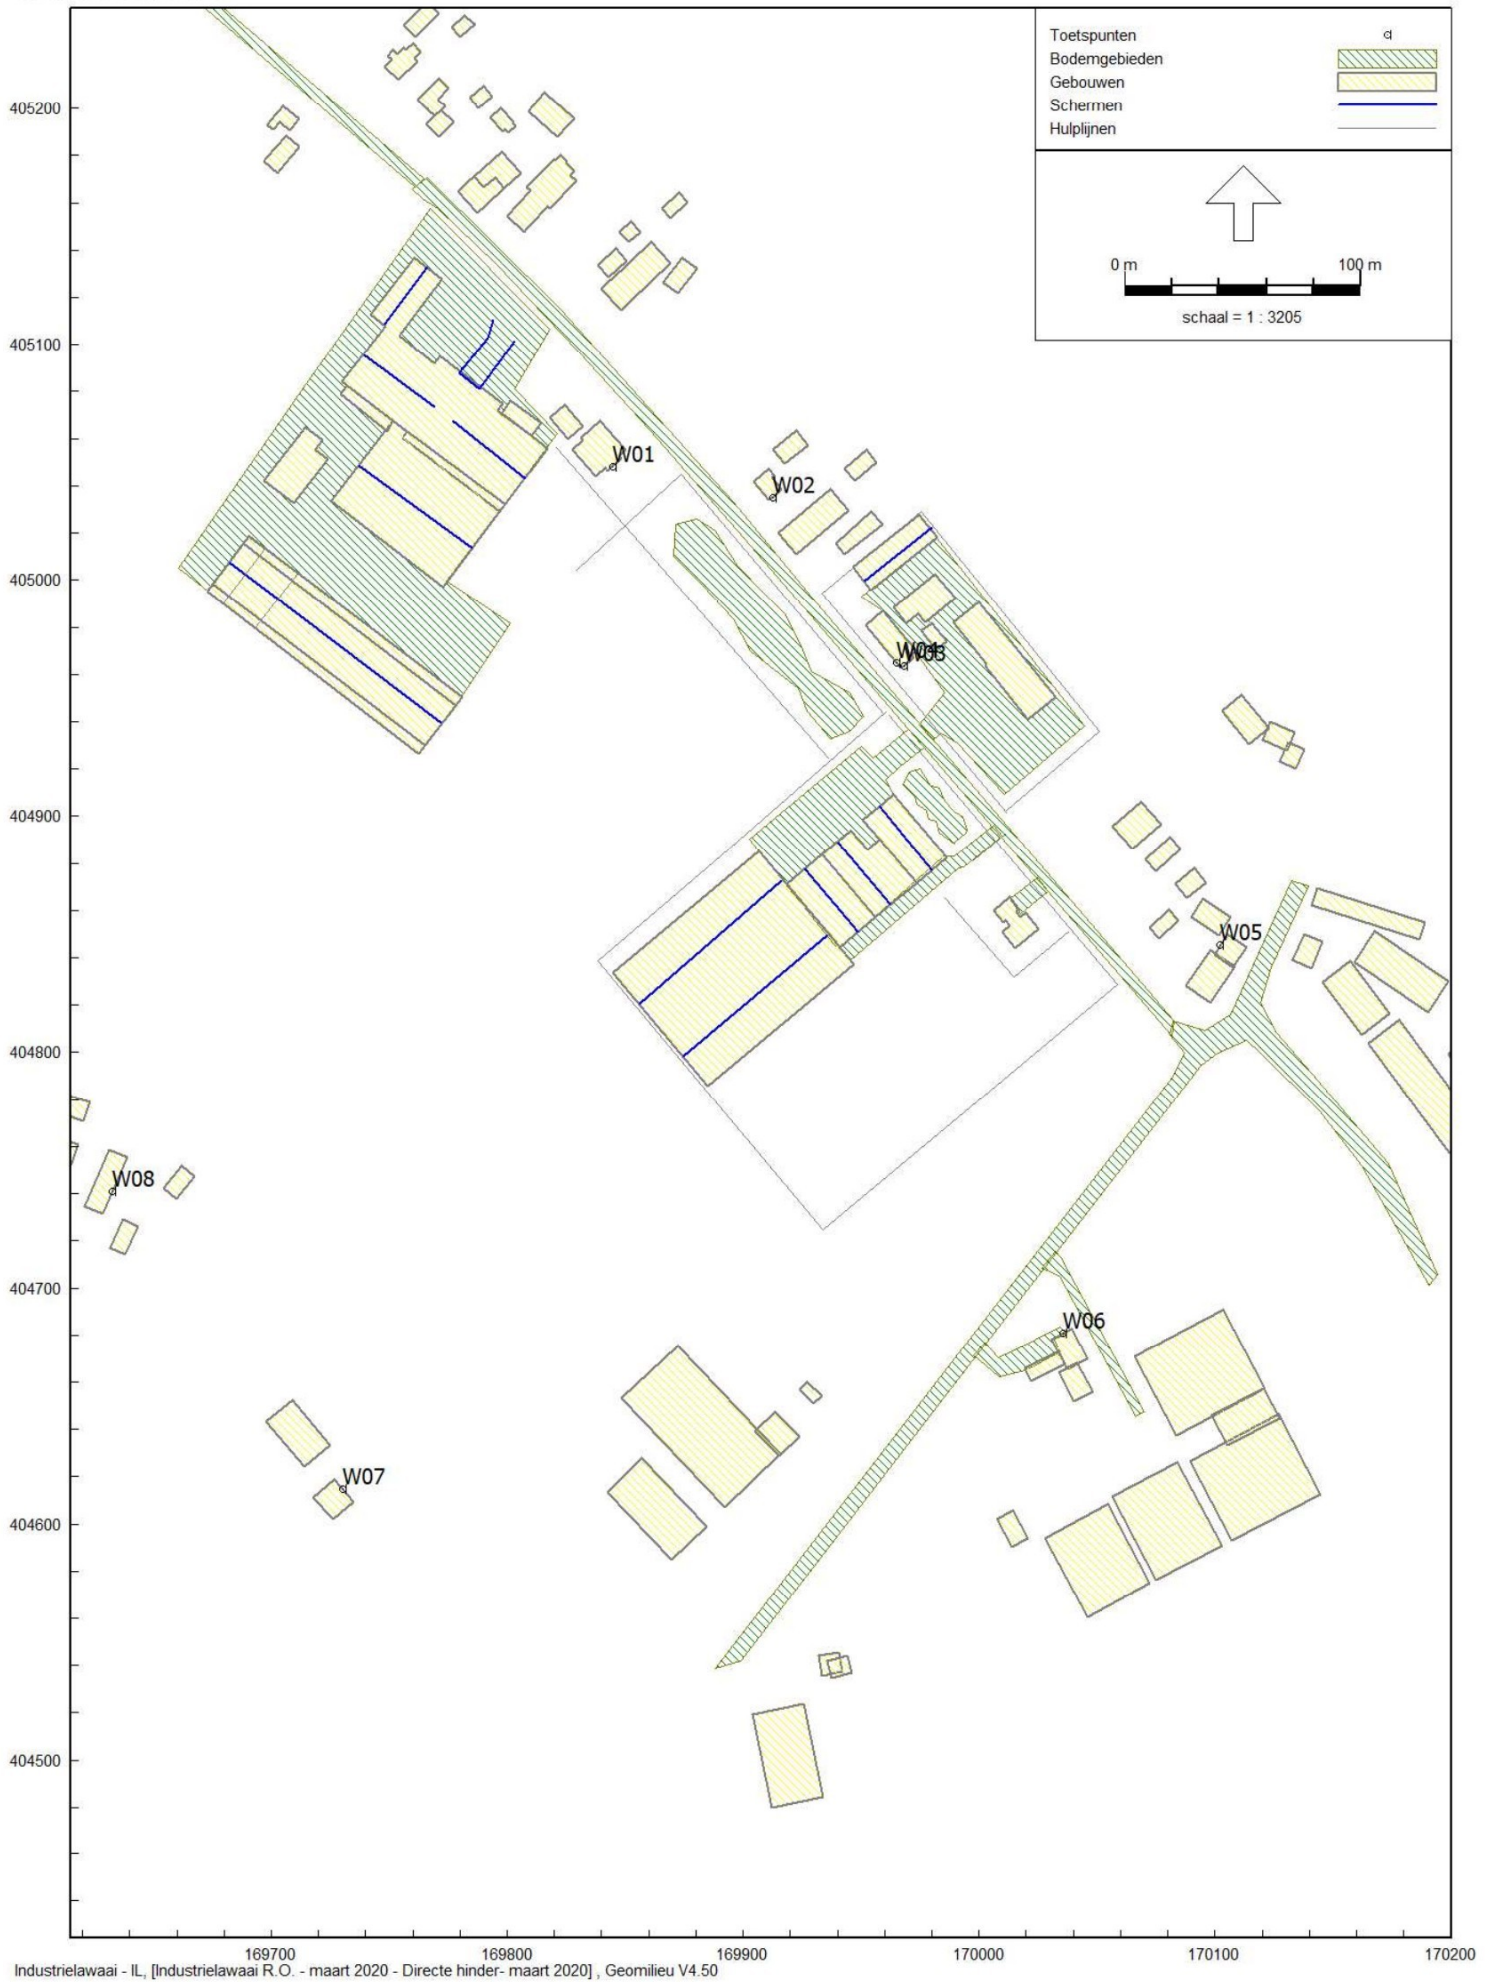 Toetspunten
Bodemgebieden
Gebouwen
Schermen
Hulplijnen
0 m 100 m
schaal = 1 : 3205
405200
405100
405000
404900
404800
404700
404600
404500
W01
W02
W04
W03
W05
W08
W06
W07
169700 169800 169900 170000 170100 170200
Industrielawaai - IL, [Industrielawaai R.O. - maart 2020 - Directe hinder- maart 2020] , Geomilieu V4.50